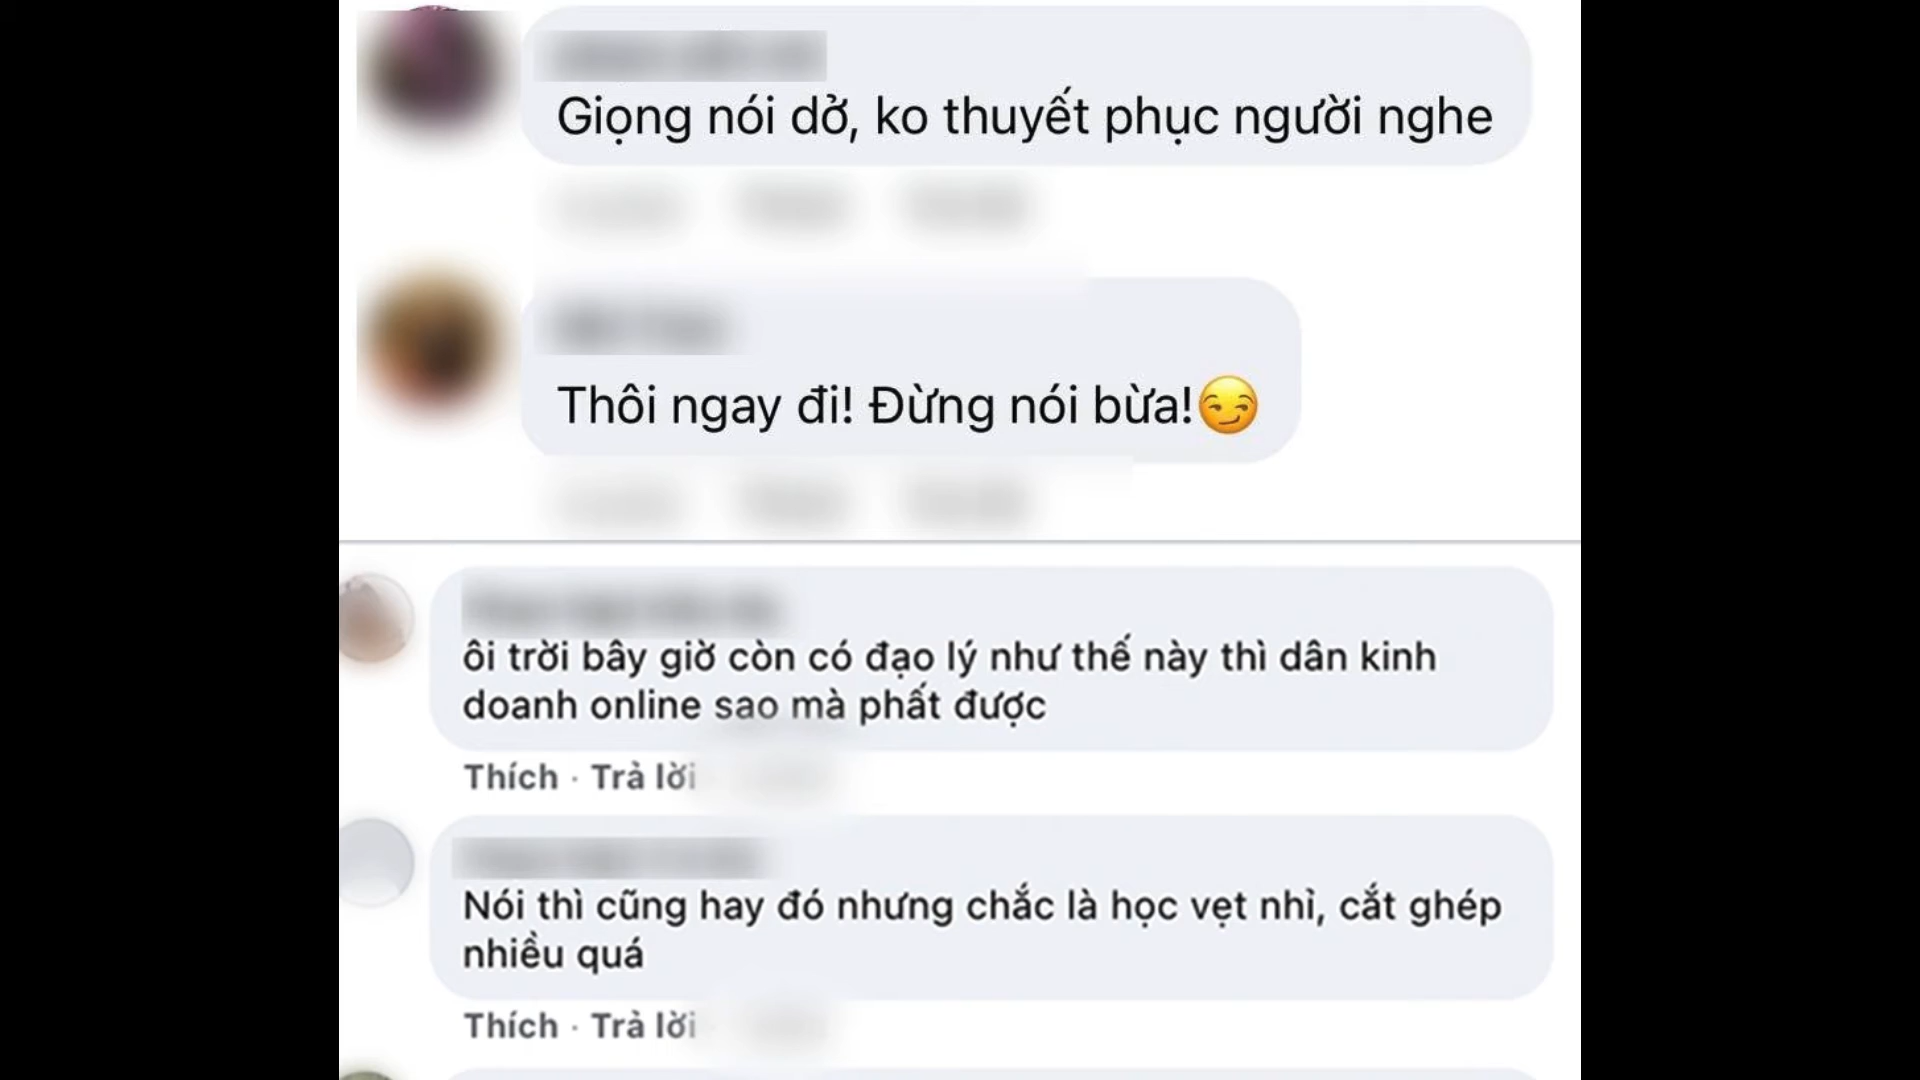 Giọng nói dở, ko thuyết phục người nghe
Thôi ngay đi! Đừng nói bừa!😏
ôi trời bây giờ còn có đạo lý như thế này thì dân kinh
doanh online sao mà phất được
Thích · Trả lời
Nói thì cũng hay đó nhưng chắc là học vẹt nhỉ, cắt ghép
nhiều quá
Thích · Trả lời